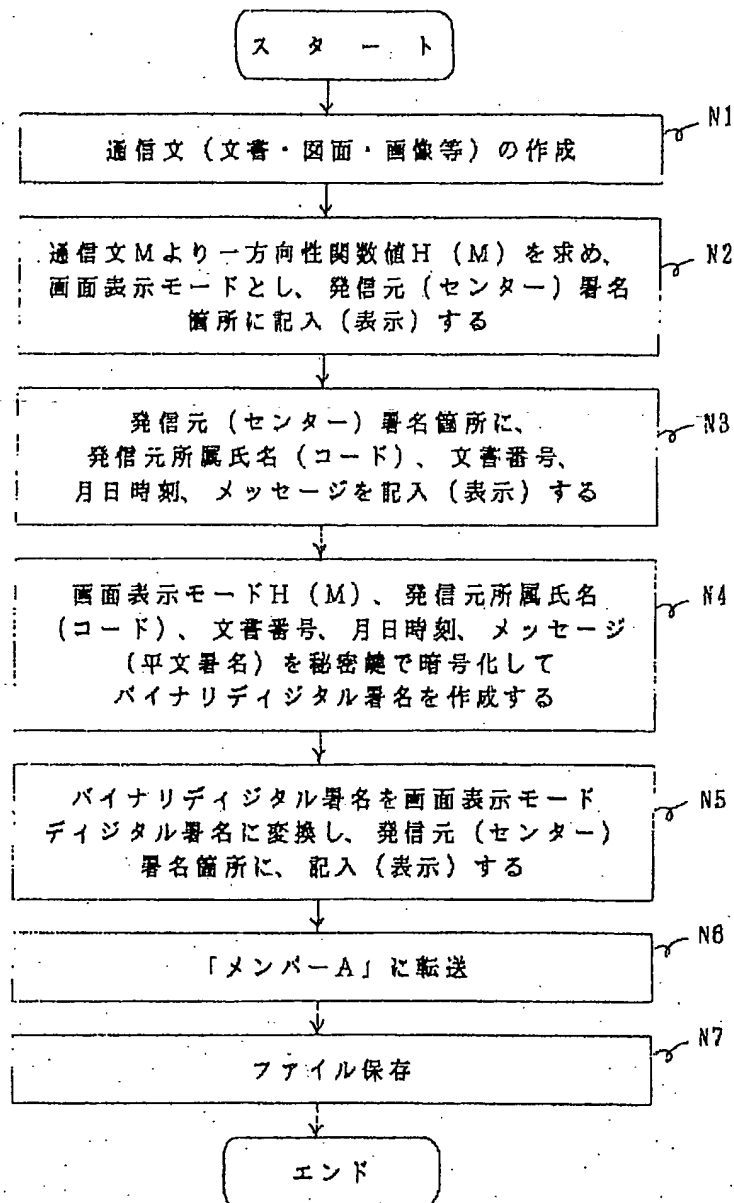 スタート
N1
通信文（文書・図面・画像等）の作成
N2
通信文Mより一方向性関数値H（M）を求め、
画面表示モードとし、発信元（センター）署名
箇所に記入（表示）する
N3
発信元（センター）署名箇所に、
発信元所属氏名（コード）、文書番号、
月日時刻、メッセージを記入（表示）する
N4
画面表示モードH（M）、発信元所属氏名
（コード）、文書番号、月日時刻、メッセージ
（平文署名）を秘密鍵で暗号化して
バイナリディジタル署名を作成する
N5
バイナリディジタル署名を画面表示モード
ディジタル署名に変換し、発信元（センター）
署名箇所に、記入（表示）する
N6
「メンバーA」に転送
N7
ファイル保存
エンド